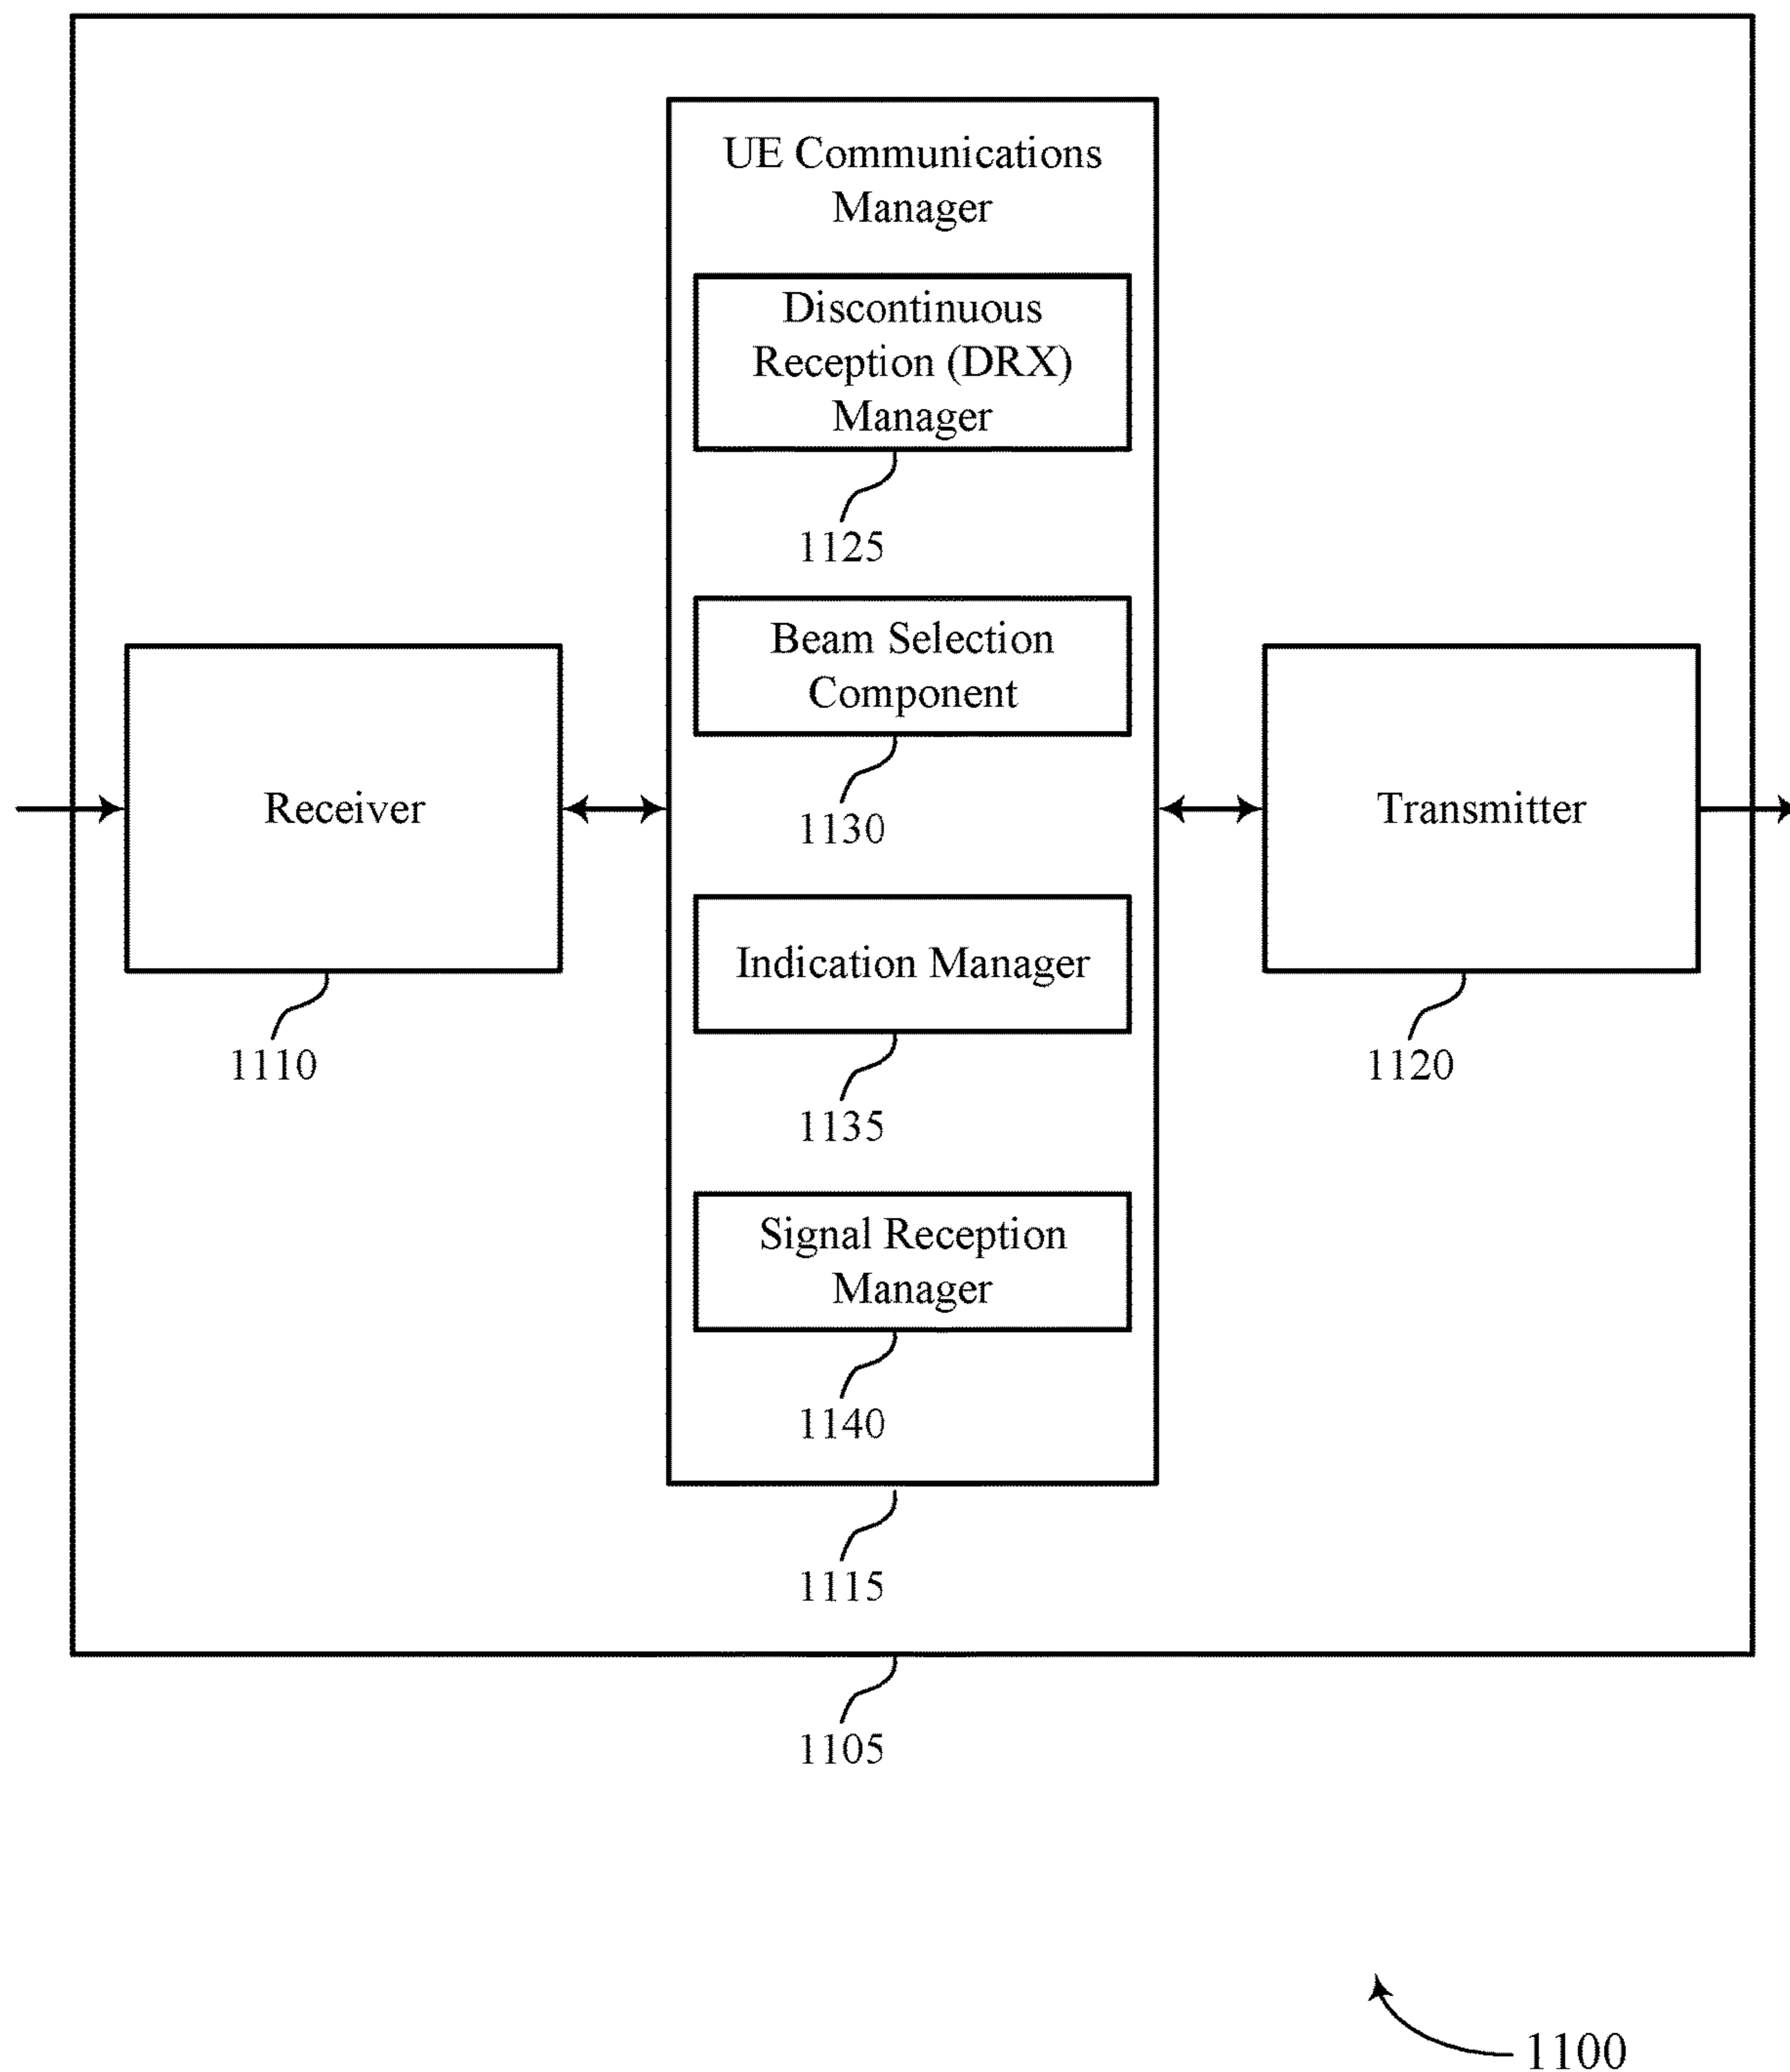 UE Communications
Manager
Discontinuous
Reception (DRX)
Manager
1125
Beam Selection
Component
1130
Receiver
1110
Transmitter
1120
Indication Manager
1135
Signal Reception
Manager
1140
1115
1105
1100